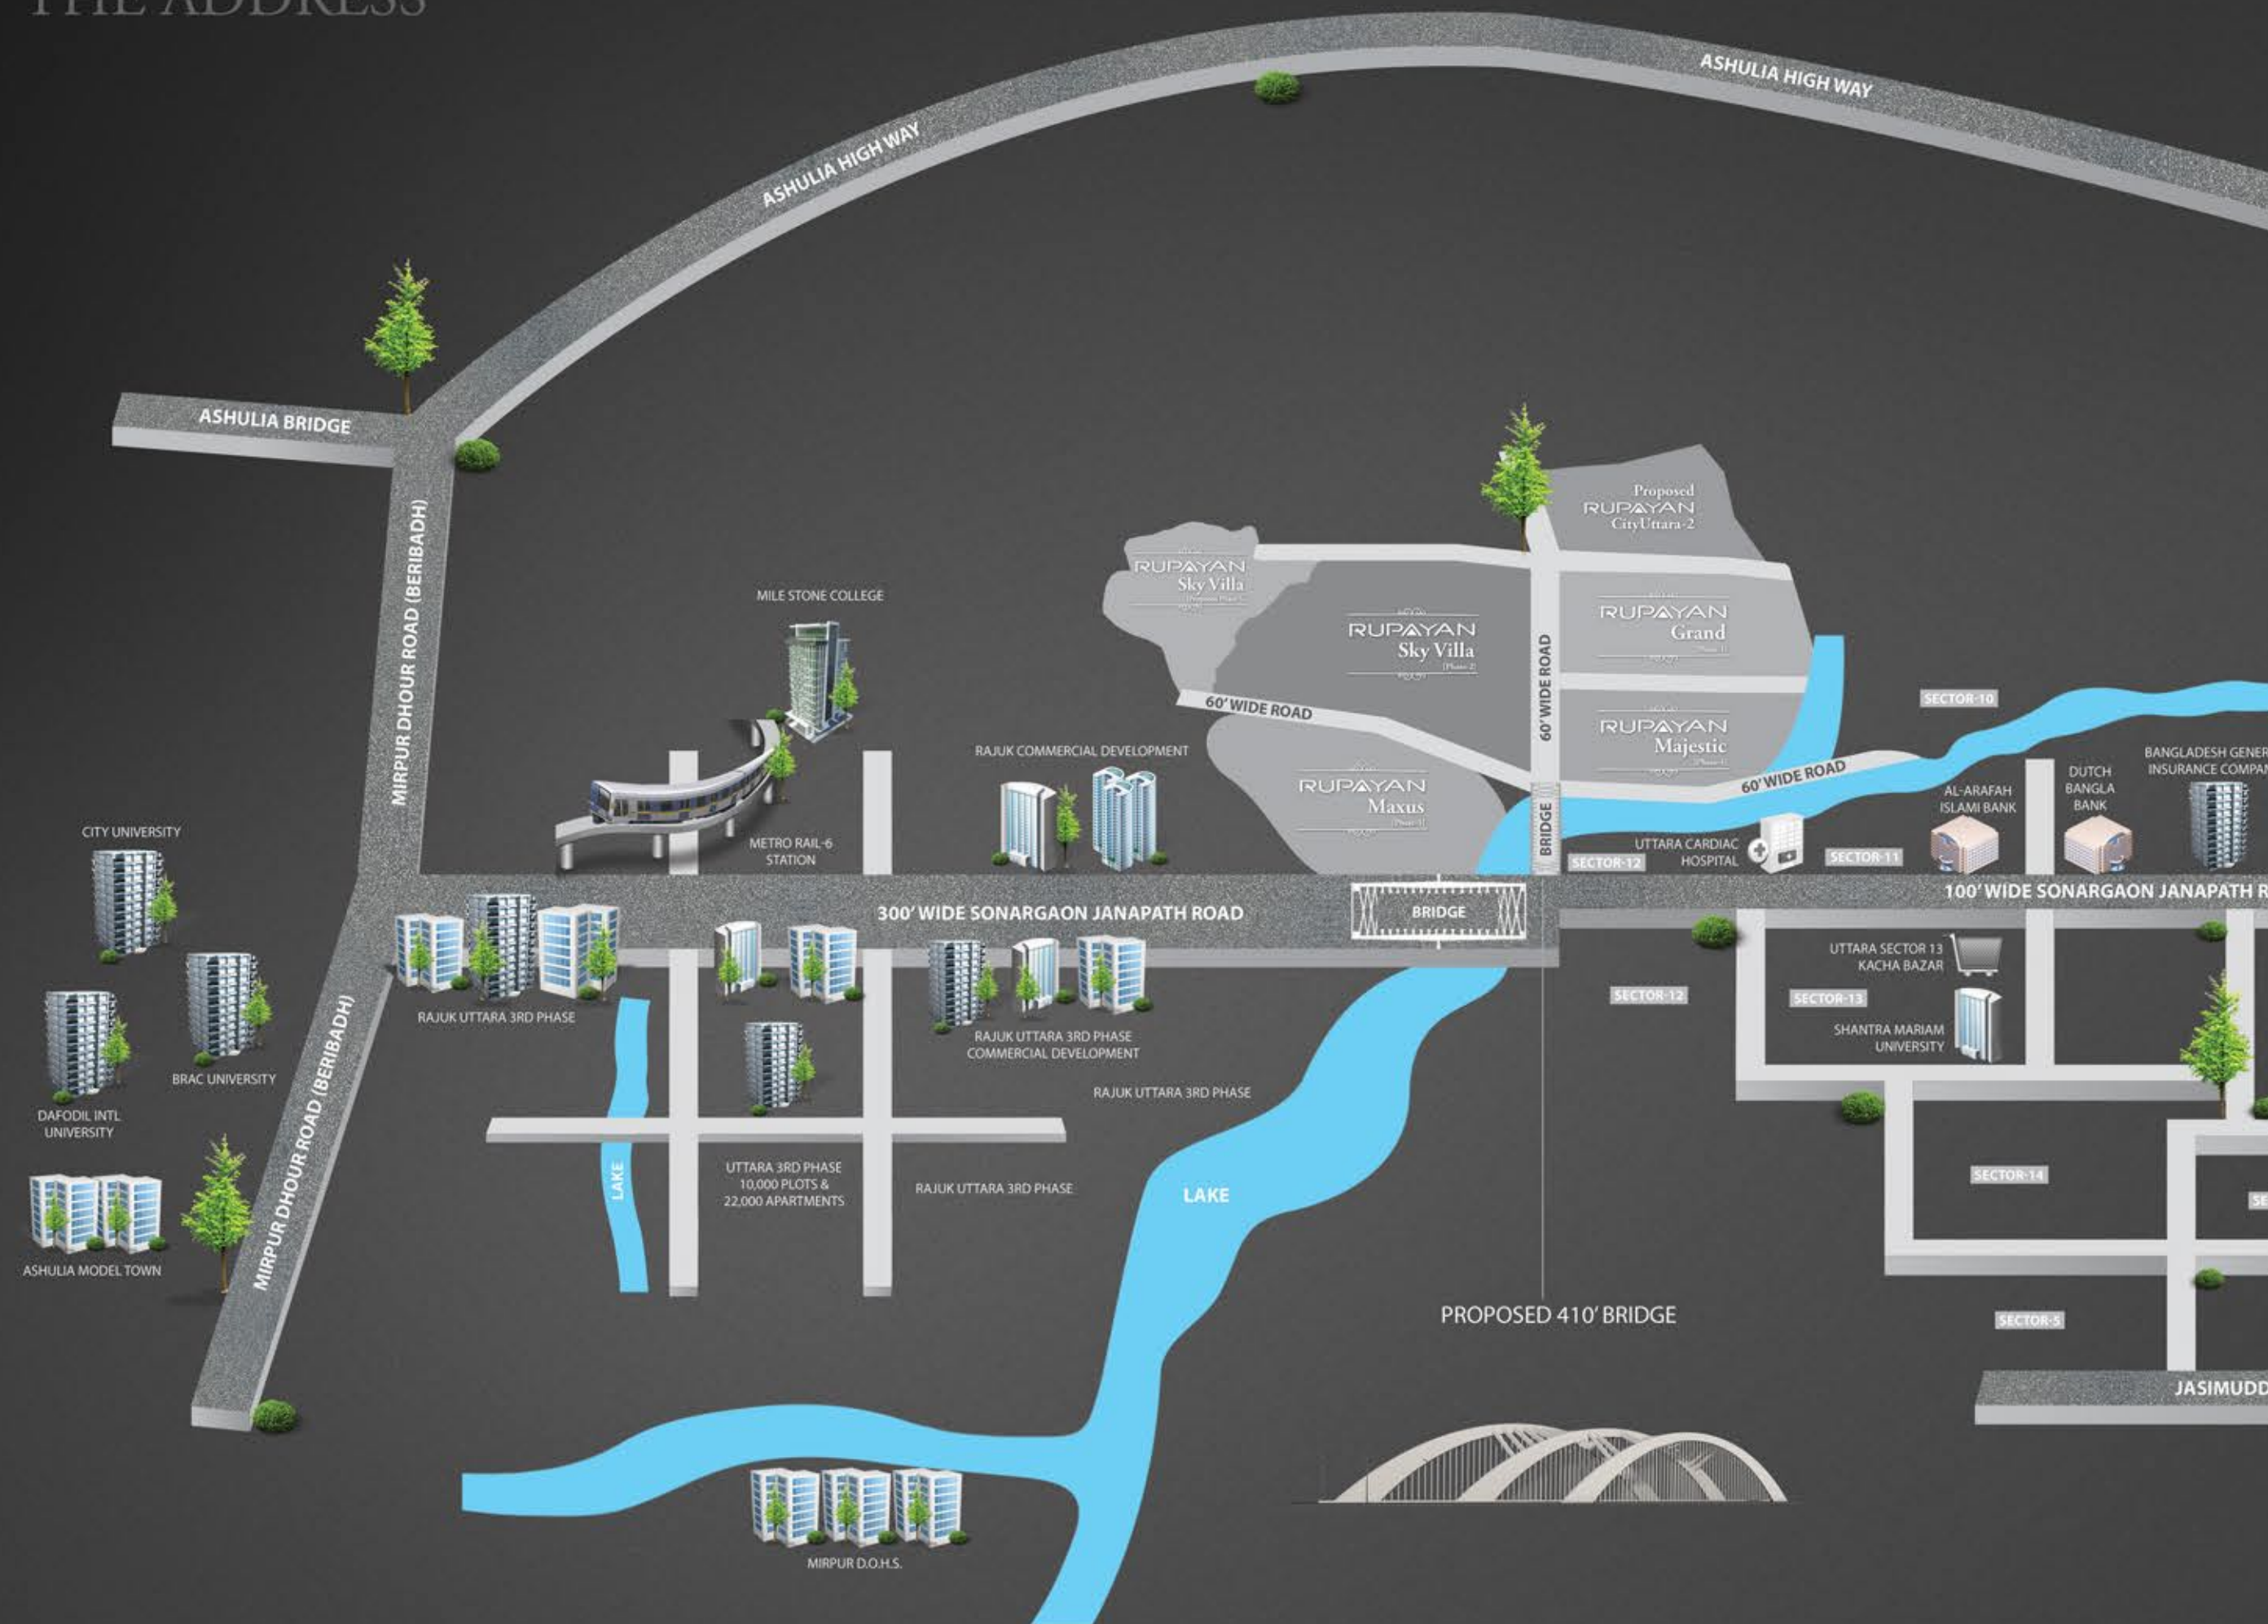 THE ADDRESS
ASHULIA HIGH WAY
ASHULIA HIGH WAY
ASHULIA BRIDGE
MIRPUR DHOUR ROAD (BERIBADH)
Proposed
RUPAYAN
CityUttara-2
RUPAYAN
Sky Villa
MILE STONE COLLEGE
RUPAYAN
Sky Villa
[Phase-2]
60' WIDE ROAD
RUPAYAN
Grand
60' WIDE ROAD
RUPAYAN
Majestic
SECTOR-10
RAJUK COMMERCIAL DEVELOPMENT
RUPAYAN
Maxus
60' WIDE ROAD
BRIDGE
AL-ARAFAH
ISLAMI BANK
DUTCH
BANGLA
BANK
BANGLADESH GENER
INSURANCE COMPAN
CITY UNIVERSITY
METRO RAIL-6
STATION
SECTOR-12
UTTARA CARDIAC
HOSPITAL
SECTOR-11
300' WIDE SONARGAON JANAPATH ROAD
BRIDGE
100' WIDE SONARGAON JANAPATH R
UTTARA SECTOR 13
KACHA BAZAR
SECTOR-12
SECTOR-13
SHANTRA MARIAM
UNIVERSITY
RAJUK UTTARA 3RD PHASE
RAJUK UTTARA 3RD PHASE
COMMERCIAL DEVELOPMENT
BRAC UNIVERSITY
RAJUK UTTARA 3RD PHASE
DAFODIL INTL
UNIVERSITY
MIRPUR DHOUR ROAD (BERIBADH)
LAKE
UTTARA 3RD PHASE
10,000 PLOTS &
22,000 APARTMENTS
RAJUK UTTARA 3RD PHASE
LAKE
SECTOR-14
SE
ASHULIA MODEL TOWN
PROPOSED 410' BRIDGE
SECTOR-5
JASIMUDD
MIRPUR D.O.H.S.